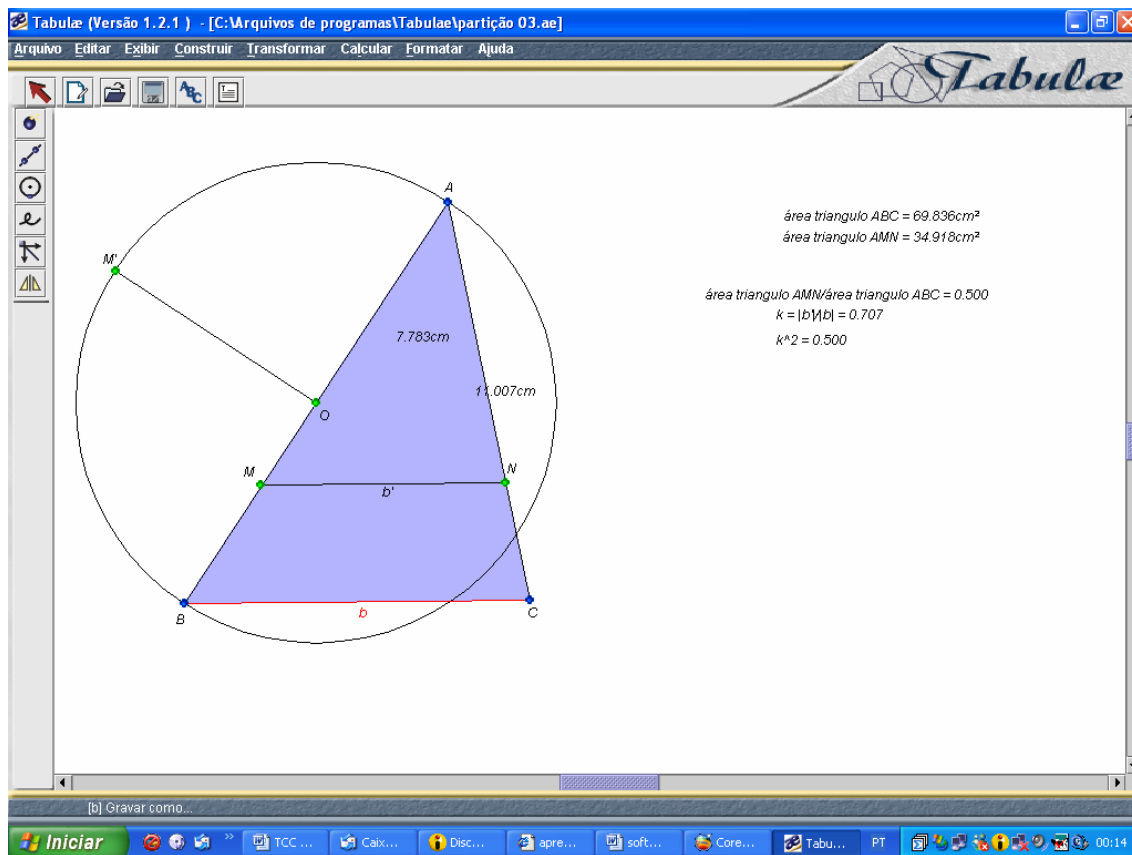 Tabulæ (Versão 1.2.1 ) - [C:\Arquivos de programas\Tabulae\partição 03.ae]
Arquivo Editar Exibir Construir Transformar Calcular Formatar Ajuda
Tabulæ
ABC
A
M'
área triangulo ABC = 69.836cm²
área triangulo AMN = 34.918cm²
área triangulo AMN/área triangulo ABC = 0.500
k = |b'|/|b| = 0.707
k^2 = 0.500
7.783cm
11.007cm
O
M
N
b'
B
b
C
[b] Gravar como...
Iniciar
TCC ...
Caix...
Disc...
apre...
soft...
Core...
Tabu...
PT
00:14